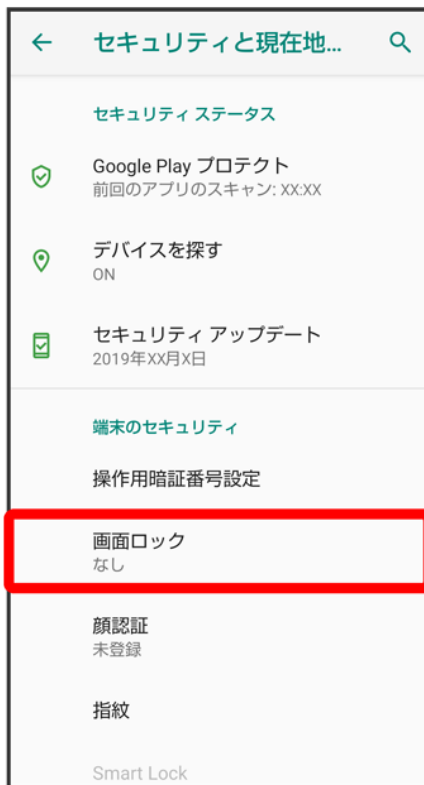 セキュリティと現在地...
セキュリティ ステータス
Google Play プロテクト
前回のアプリのスキャン: XX:XX
デバイスを探す
ON
セキュリティ アップデート
2019年XX月X日
端末のセキュリティ
操作用暗証番号設定
画面ロック
なし
顔認証
未登録
指紋
Smart Lock